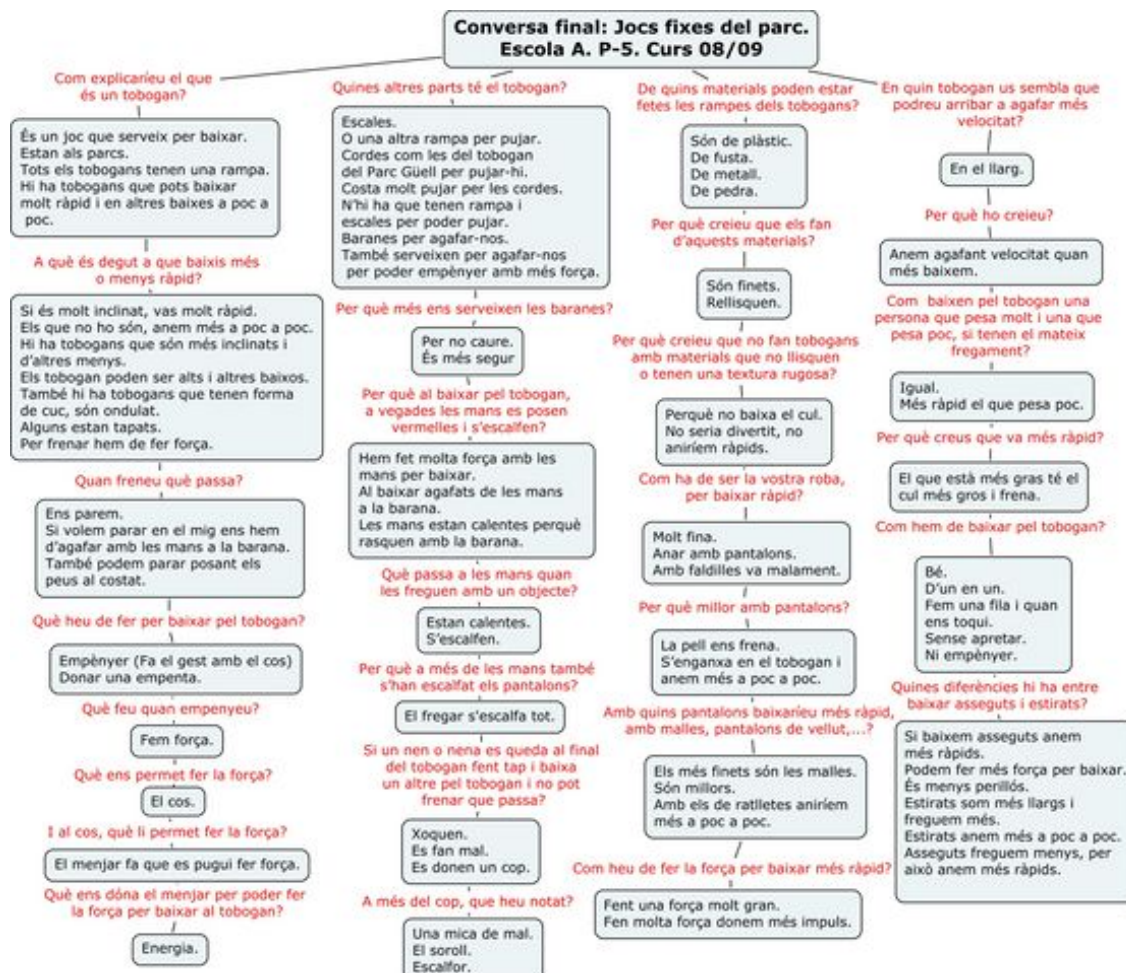 Conversa final: Jocs fixes del parc.
Escola A. P-5. Curs 08/09
Com explicaríeu el que
és un tobogan?
És un joc que serveix per baixar.
Estan als parcs.
Tots els tobogans tenen una rampa.
Hi ha tobogans que pots baixar
molt ràpid i en altres baixes a poc a
poc.
A què és degut a que baixis més
o menys ràpid?
Si és molt inclinat, vas molt ràpid.
Els que no ho són, anem més a poc a poc.
Hi ha tobogans que són més inclinats i
d'altres menys.
Els tobogan poden ser alts i altres baixos.
També hi ha tobogans que tenen forma
de cuc, són ondulat.
Alguns estan tapats.
Per frenar hem de fer força.
Quan freneu què passa?
Ens parem.
Si volem parar en el mig ens hem
d'agafar amb les mans a la barana.
També podem parar posant els
peus al costat.
Què heu de fer per baixar pel tobogan?
Empènyer (Fa el gest amb el cos)
Donar una empenta.
Què feu quan empenyeu?
Fem força.
Què ens permet fer la força?
El cos.
I al cos, què li permet fer la força?
El menjar fa que es pugui fer força.
Què ens dóna el menjar per poder fer
la força per baixar al tobogan?
Energia.
Quines altres parts té el tobogan?
Escales.
O una altra rampa per pujar.
Cordes com les del tobogan
del Parc Güell per pujar-hi.
Costa molt pujar per les cordes.
N'hi ha que tenen rampa i
escales per poder pujar.
Baranes per agafar-nos.
També serveixen per agafar-nos
per poder empènyer amb més força.
Per què més ens serveixen les baranes?
Per no caure.
És més segur
Per què al baixar pel tobogan,
a vegades les mans es posen
vermelles i s'escalfen?
Hem fet molta força amb les
mans per baixar.
Al baixar agafats de les mans
a la barana.
Les mans estan calentes perquè
rasquen amb la barana.
Què passa a les mans quan
les freguen amb un objecte?
Estan calentes.
S'escalfen.
Per què a més de les mans també
s'han escalfat els pantalons?
El fregar s'escalfa tot.
Si un nen o nena es queda al final
del tobogan fent tap i baixa
un altre pel tobogan i no pot
frenar que passa?
Xoquen.
Es fan mal.
Es donen un cop.
A més del cop, que heu notat?
Una mica de mal.
El soroll.
Escalfor.
De quins materials poden estar
fetes les rampes dels tobogans?
Són de plàstic.
De fusta.
De metall.
De pedra.
Per què creieu que els fan
d'aquests materials?
Són finets.
Rellisquen.
Per què creieu que no fan tobogans
amb materials que no llisquen
o tenen una textura rugosa?
Perquè no baixa el cul.
No seria divertit, no
aniríem ràpids.
Com ha de ser la vostra roba,
per baixar ràpid?
Molt fina.
Anar amb pantalons.
Amb faldilles va malament.
Per què millor amb pantalons?
La pell ens frena.
S'enganxa en el tobogan i
anem més a poc a poc.
Amb quins pantalons baixaríeu més ràpid,
amb malles, pantalons de vellut,...?
Els més finets són les malles.
Són millors.
Amb els de ratlletes aniríem
més a poc a poc.
Com heu de fer la força per baixar més ràpid?
Fent una força molt gran.
Fen molta força donem més impuls.
En quin tobogan us sembla que
podreu arribar a agafar més
velocitat?
En el llarg.
Per què ho creieu?
Anem agafant velocitat quan
més baixem.
Com baixen pel tobogan una
persona que pesa molt i una que
pesa poc, si tenen el mateix
fregament?
Igual.
Més ràpid el que pesa poc.
Per què creus que va més ràpid?
El que està més gras té el
cul més gros i frena.
Com hem de baixar pel tobogan?
Bé.
D'un en un.
Fem una fila i quan
ens toqui.
Sense apretar.
Ni empènyer.
Quines diferències hi ha entre
baixar asseguts i estirats?
Si baixem asseguts anem
més ràpids.
Podem fer més força per baixar.
És menys perillós.
Estirats som més llargs i
freguem més.
Estirats anem més a poc a poc.
Asseguts freguem menys, per
això anem més ràpids.